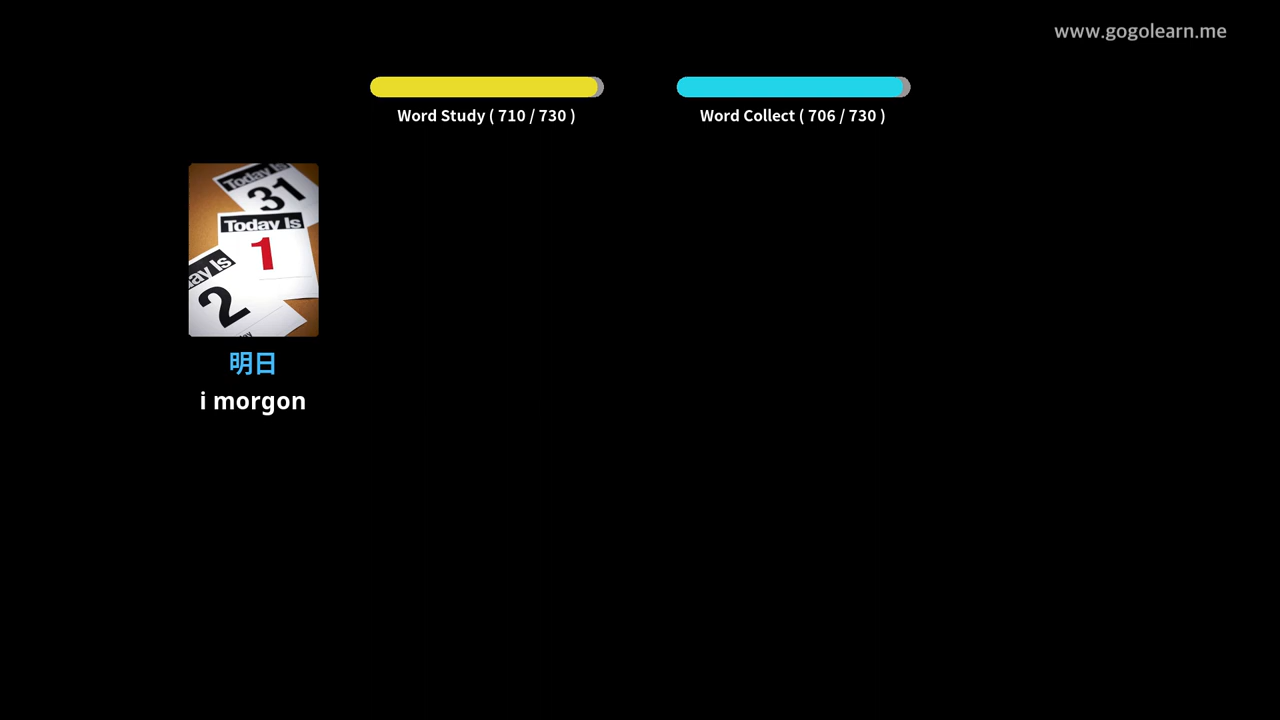 www.gogolearn.me
Word Study ( 710 / 730 )
Word Collect ( 706 / 730 )
Today Is
31
Today Is
1
ay Is
2
明日
i morgon